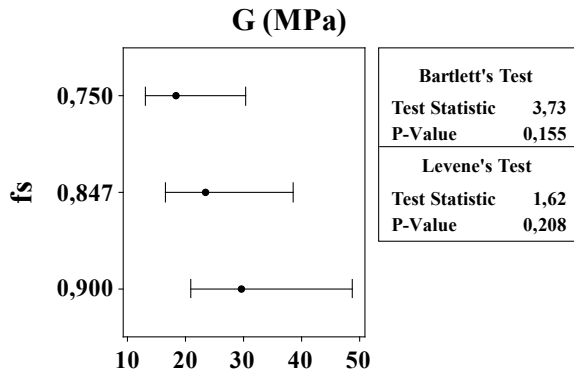 G (MPa)
fs
0,750
0,847
0,900
10 20 30 40 50
Bartlett's Test
Test Statistic 3,73
P-Value 0,155
Levene's Test
Test Statistic 1,62
P-Value 0,208